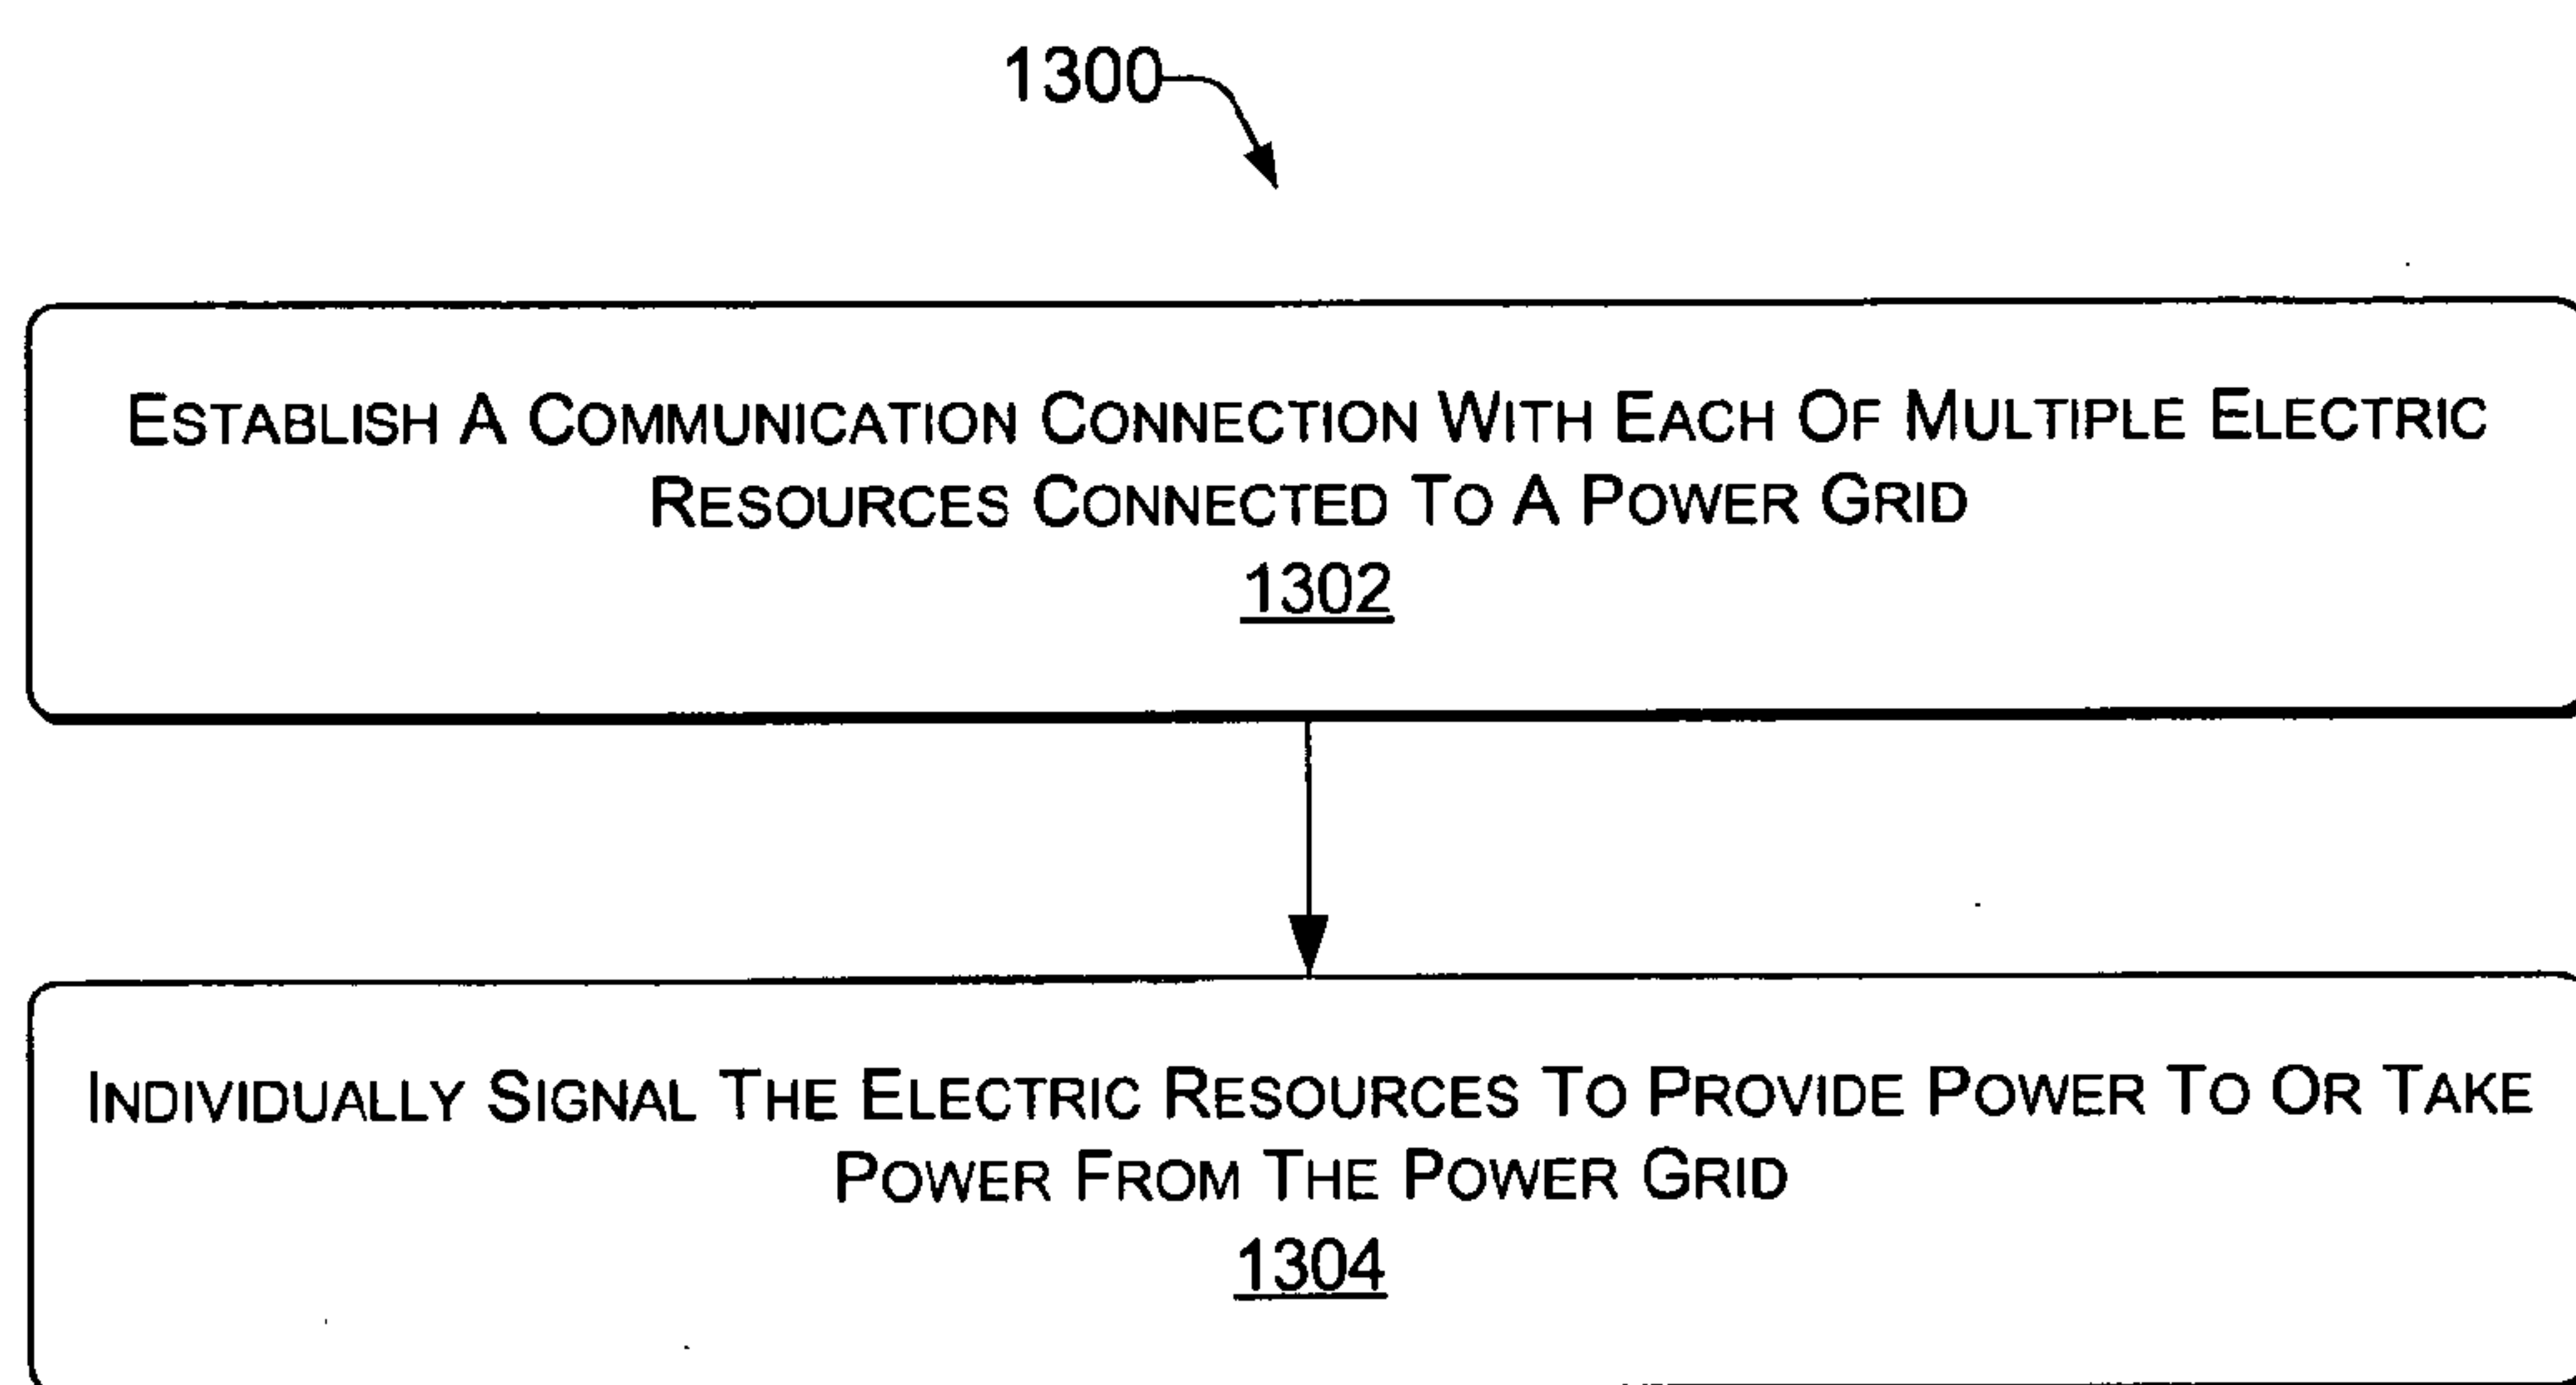 1300
ESTABLISH A COMMUNICATION CONNECTION WITH EACH OF MULTIPLE ELECTRIC
RESOURCES CONNECTED TO A POWER GRID
1302
INDIVIDUALLY SIGNAL THE ELECTRIC RESOURCES TO PROVIDE POWER TO OR TAKE
POWER FROM THE POWER GRID
1304